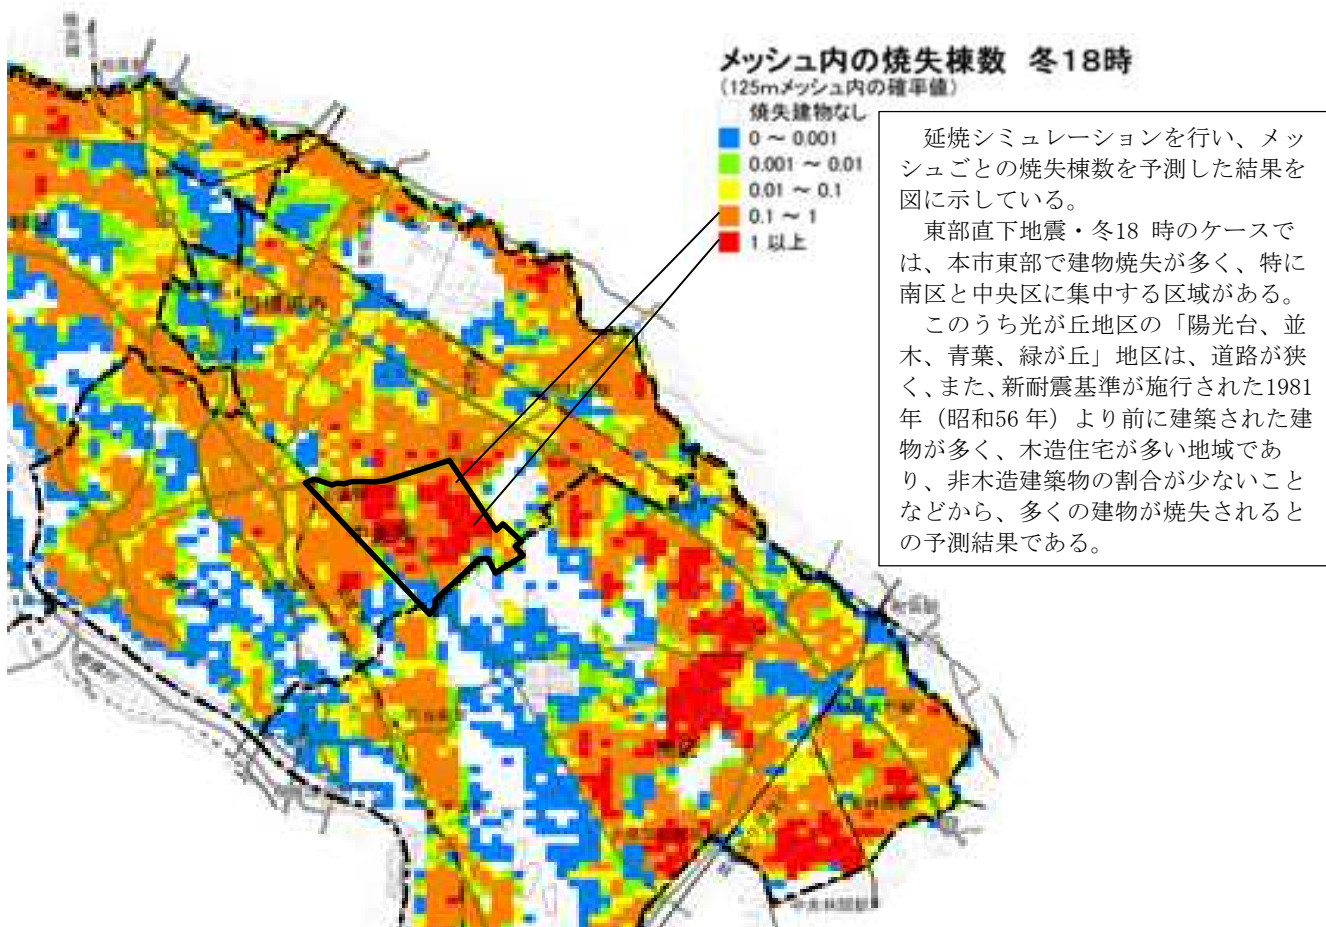 メッシュ内の焼失棟数 冬18時
(125mメッシュ内の確率値)
焼失建物なし
0 ～ 0.001
0.001 ～ 0.01
0.01 ～ 0.1
0.1 ～ 1
1 以上
延焼シミュレーションを行い、メッ
シュごとの焼失棟数を予測した結果を
図に示している。
東部直下地震・冬18 時のケースで
は、本市東部で建物焼失が多く、特に
南区と中央区に集中する区域がある。
このうち光が丘地区の「陽光台、並
木、青葉、緑が丘」地区は、道路が狭
く、また、新耐震基準が施行された1981
年（昭和56 年）より前に建築された建
物が多く、木造住宅が多い地域であ
り、非木造建築物の割合が少ないこと
などから、多くの建物が焼失されると
の予測結果である。